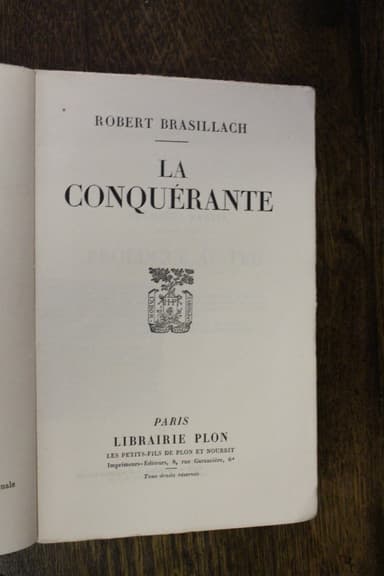 ROBERT BRASILLACH
LA
CONQUÉRANTE
PARIS
LIBRAIRIE PLON
LES PETITS-FILS DE PLON ET NOURRIT
Imprimeurs-Éditeurs, 8, rue Garancière, 6e
Tous droits réservés
nale